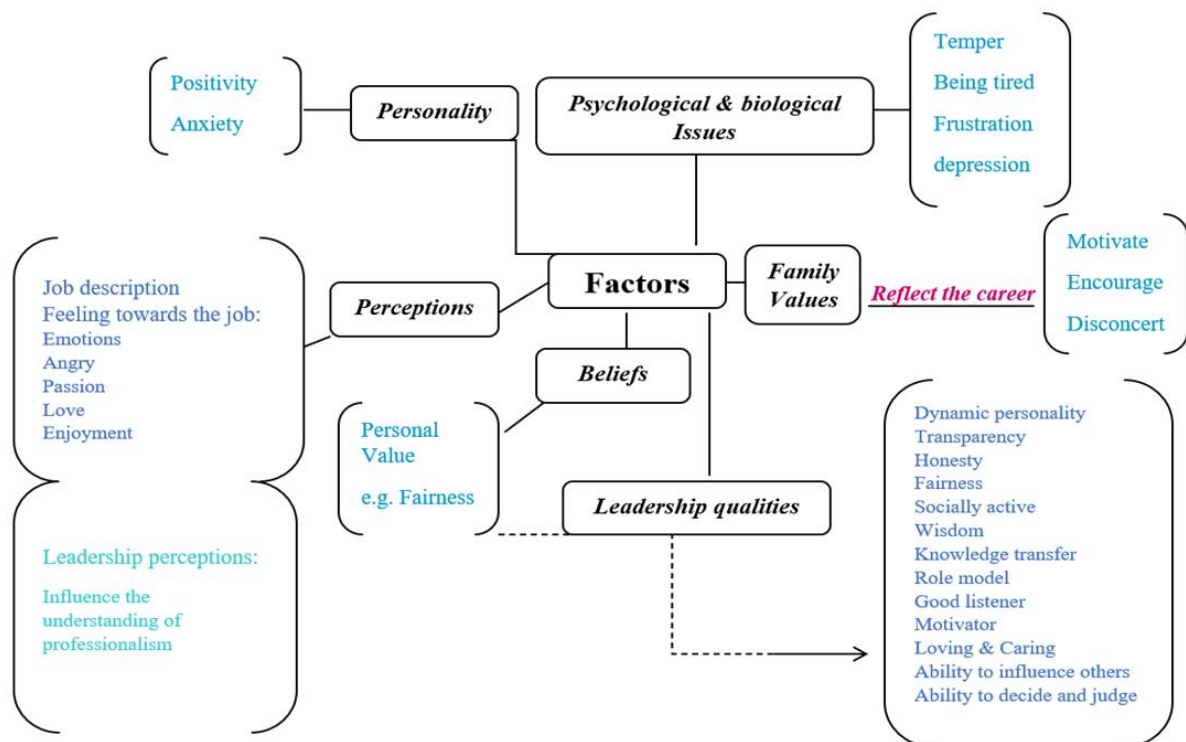 Positivity
Anxiety
Personality
Psychological & biological
Issues
Temper
Being tired
Frustration
depression
Factors
Family
Values
Reflect the career
Motivate
Encourage
Disconcert
Perceptions
Job description
Feeling towards the job:
Emotions
Angry
Passion
Love
Enjoyment
Leadership perceptions:
Influence the
understanding of
professionalism
Beliefs
Personal
Value
e.g. Fairness
Leadership qualities
Dynamic personality
Transparency
Honesty
Fairness
Socially active
Wisdom
Knowledge transfer
Role model
Good listener
Motivator
Loving & Caring
Ability to influence others
Ability to decide and judge